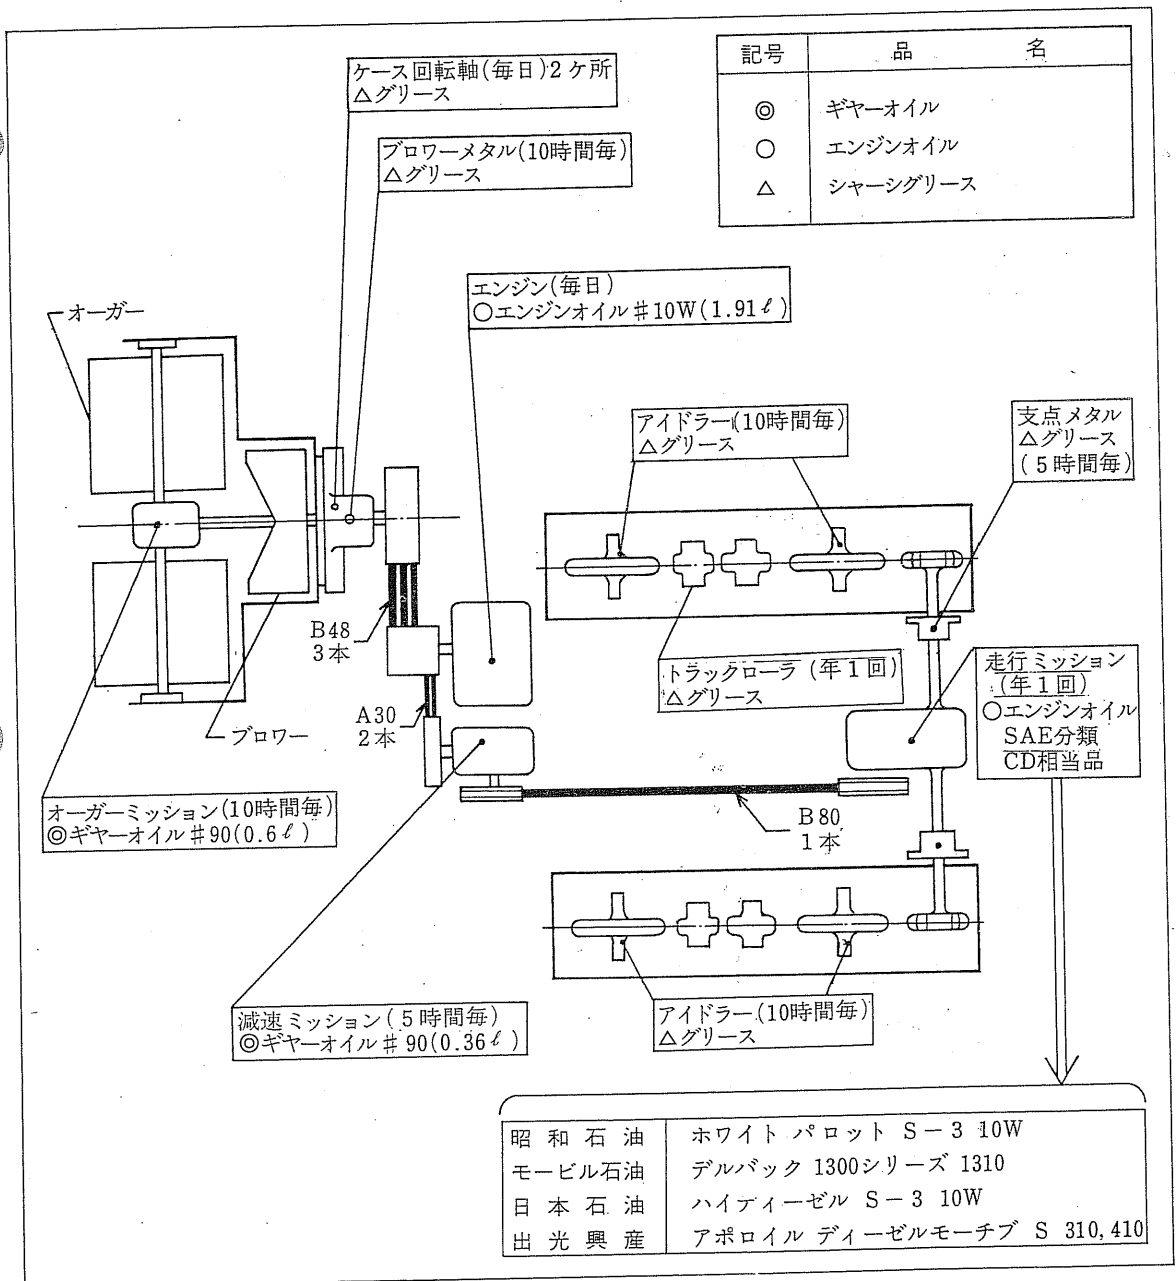 記号 品 名
◎ ギヤーオイル
○ エンジンオイル
△ シャーシグリース
ケース回転軸(毎日)2ケ所
△グリース
ブロワーメタル(10時間毎)
△グリース
エンジン(毎日)
○エンジンオイル♯10W(1.91ℓ)
オーガー
アイドラー(10時間毎)
△グリース
支点メタル
△グリース
(5時間毎)
B48
3本
トラックローラ(年1回)
△グリース
走行ミッション
(年1回)
○エンジンオイル
SAE分類
CD相当品
A30
2本
ブロワー
オーガーミッション(10時間毎)
◎ギヤーオイル♯90(0.6ℓ)
B80
1本
減速ミッション(5時間毎)
◎ギヤーオイル♯90(0.36ℓ)
アイドラー(10時間毎)
△グリース
昭和石油 ホワイト パロット S-3 10W
モービル石油 デルバック 1300シリーズ 1310
日本石油 ハイディーゼル S-3 10W
出光興産 アポロイル ディーゼルモーチブ S 310,410